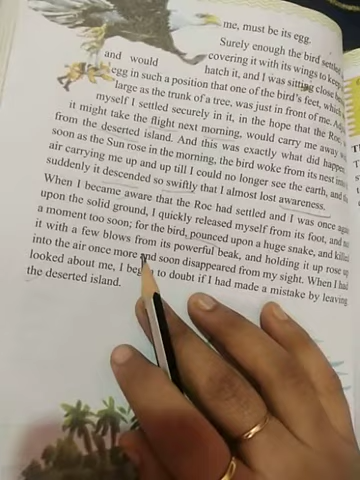 me, must be its egg.
Surely enough the bird settled
and would covering it with its wings to keep
hatch it, and I was sitting close
egg in such a position that one of the bird's feet, which
large as the trunk of a tree, was just in front of me.
myself I settled securely in it, in the hope that the Roc,
it might take the flight next morning, would carry me away
from the deserted island. And this was exactly what did happen.
soon as the Sun rose in the morning, the bird woke from its nest
air carrying me up and up till I could no longer see the earth, and
suddenly it descended so swiftly that I almost lost awareness.
When I became aware that the Roc had settled and I was once again
upon the solid ground, I quickly released myself from its foot, and
a moment too soon; for the bird, pounced upon a huge snake, and killed
it with a few blows from its powerful beak, and holding it up rose
into the air once more and soon disappeared from my sight. When I had
looked about me, I began to doubt if I had made a mistake by leaving
the deserted island.